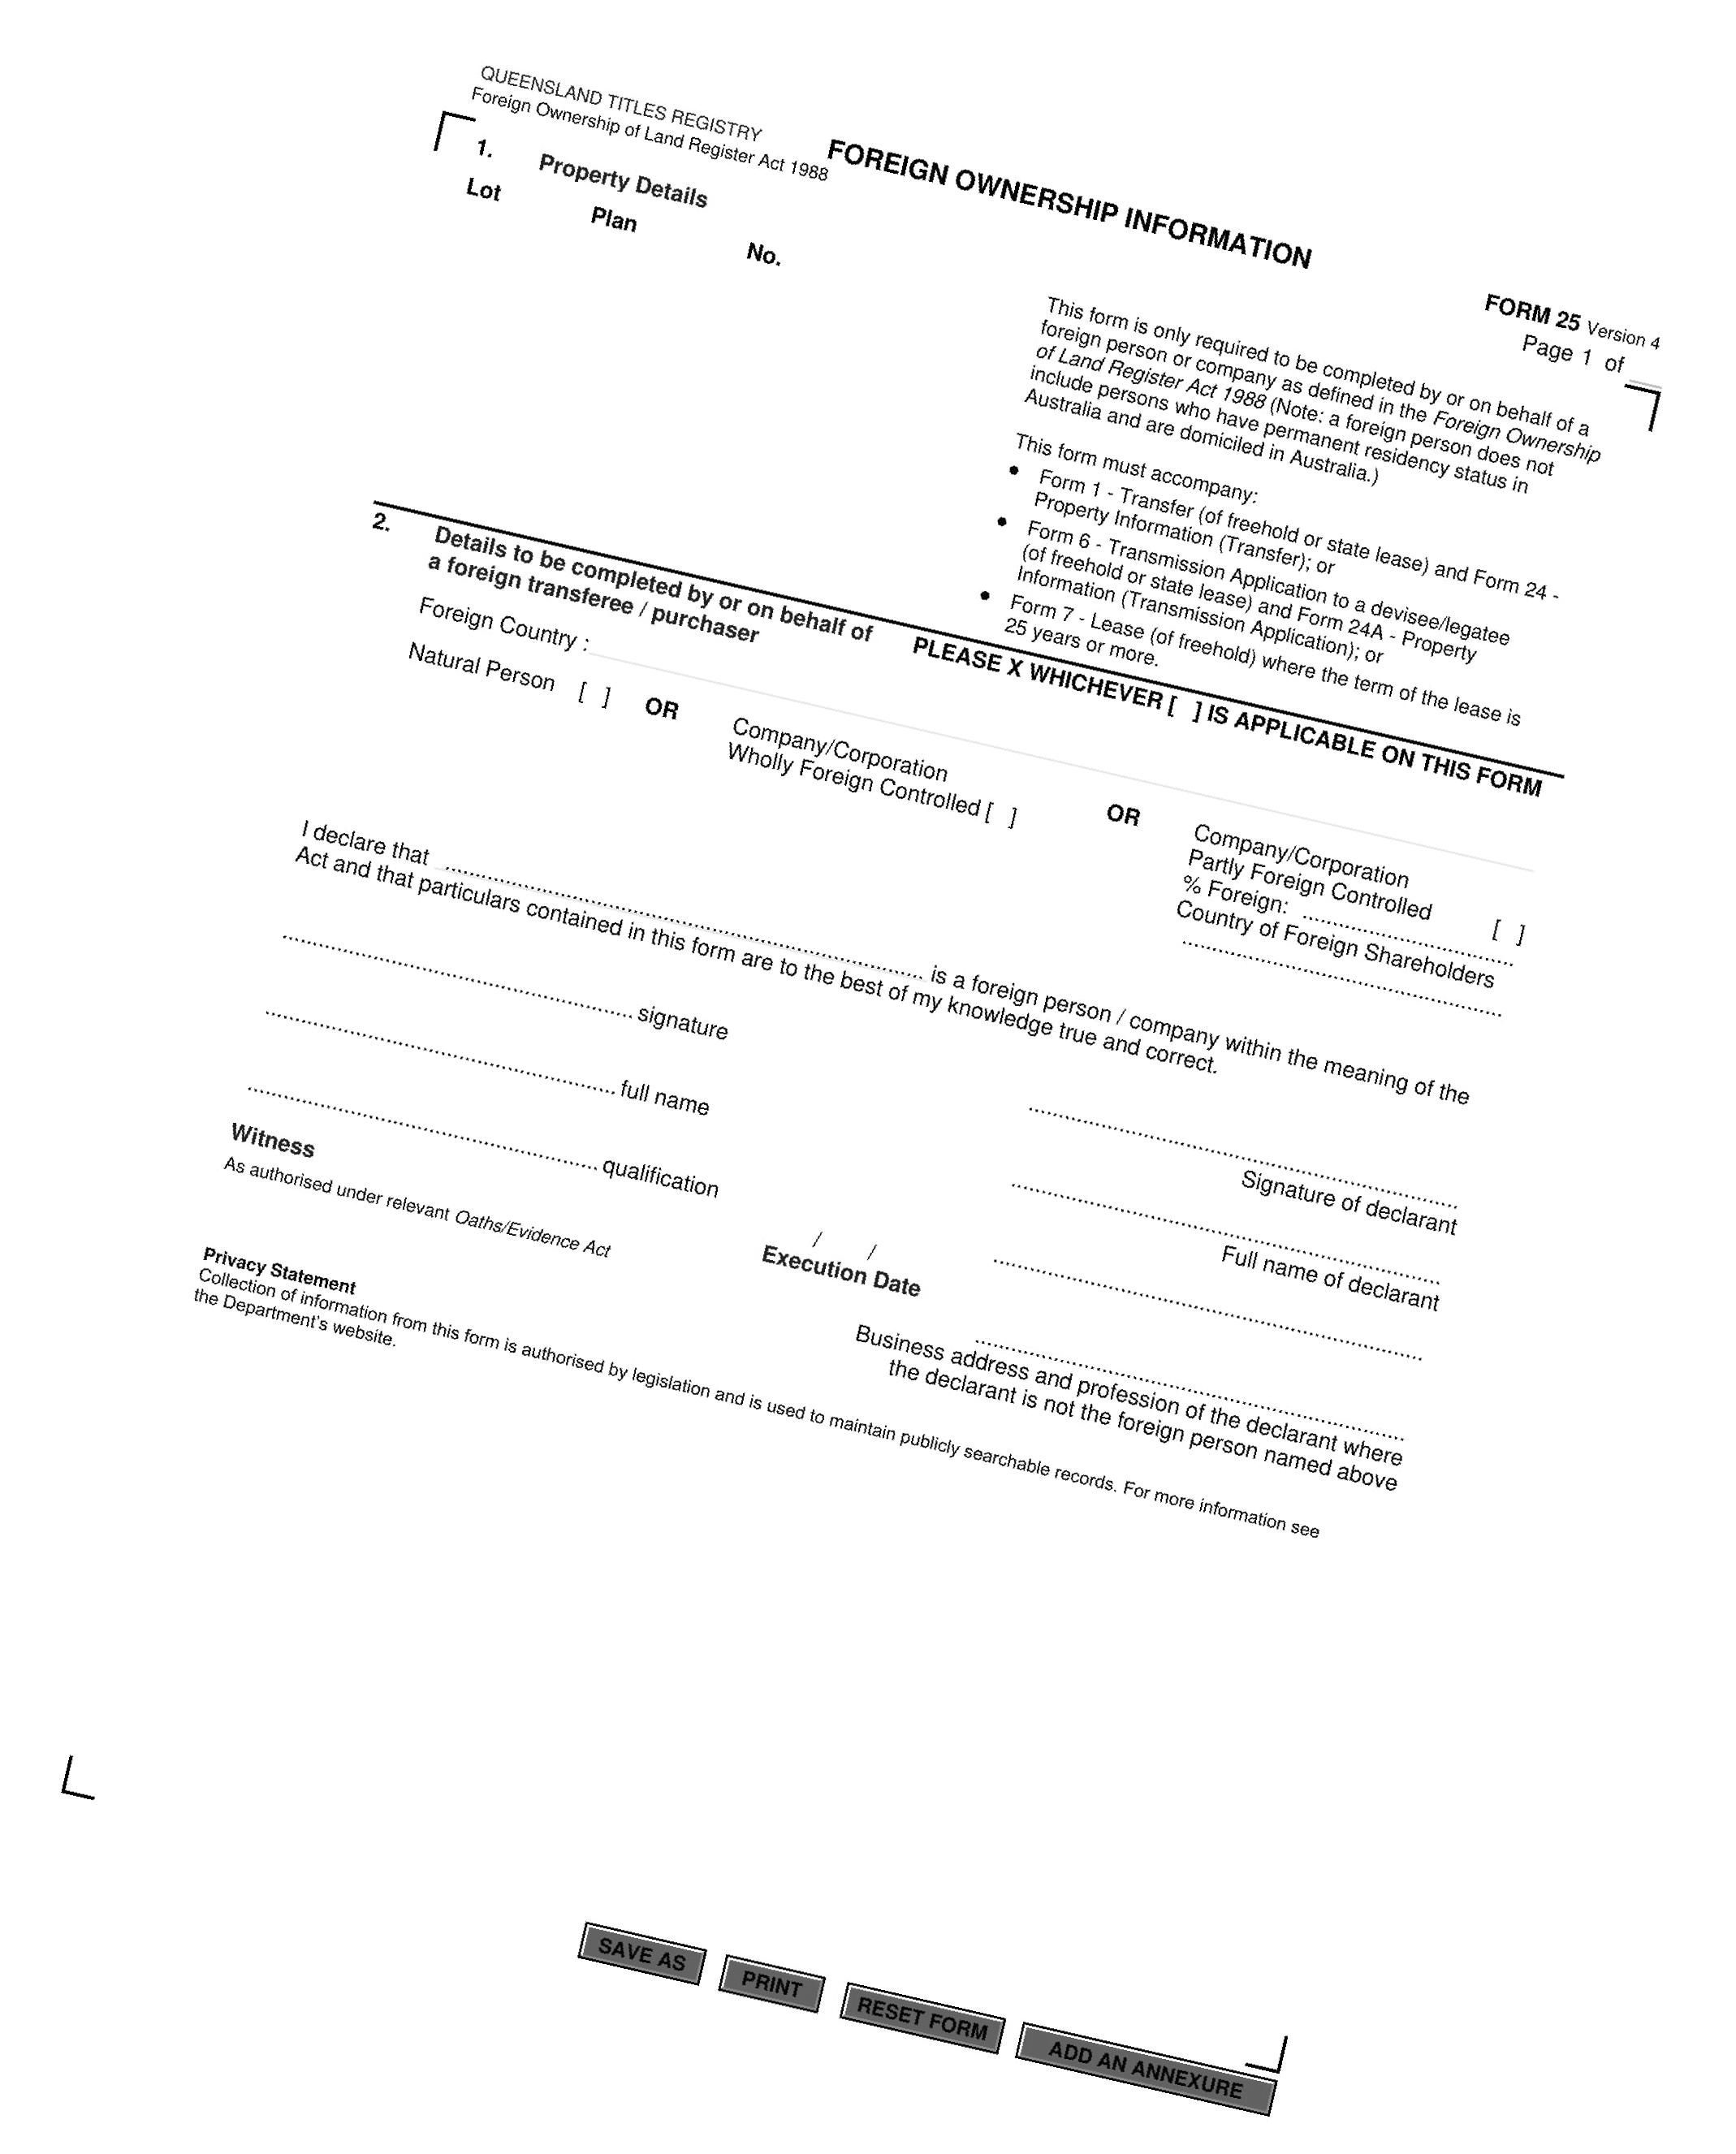 QUEENSLAND TITLES REGISTRY
Foreign Ownership of Land Register Act 1988
FOREIGN OWNERSHIP INFORMATION
FORM 25 Version 4
Page 1 of __
1. Property Details
Lot Plan No.
This form is only required to be completed by or on behalf of a
foreign person or company as defined in the Foreign Ownership
of Land Register Act 1988 (Note: a foreign person does not
include persons who have permanent residency status in
Australia and are domiciled in Australia.)
This form must accompany:
• Form 1 - Transfer (of freehold or state lease) and Form 24 -
Property Information (Transfer); or
• Form 6 - Transmission Application to a devisee/legatee
(of freehold or state lease) and Form 24A - Property
Information (Transmission Application); or
• Form 7 - Lease (of freehold) where the term of the lease is
25 years or more.
2. Details to be completed by or on behalf of
a foreign transferee / purchaser
PLEASE X WHICHEVER [ ] IS APPLICABLE ON THIS FORM
Foreign Country :
Natural Person [ ] OR
Company/Corporation
Wholly Foreign Controlled [ ]
OR
Company/Corporation
Partly Foreign Controlled [ ]
% Foreign: ....................................
Country of Foreign Shareholders
......................................................
I declare that .................................................................................. is a foreign person / company within the meaning of the
Act and that particulars contained in this form are to the best of my knowledge true and correct.
............................................................ signature
............................................................ full name
............................................................ qualification
Witness
As authorised under relevant Oaths/Evidence Act
/ /
Execution Date
..........................................................................
Signature of declarant
..........................................................................
Full name of declarant
..........................................................................
..........................................................................
Business address and profession of the declarant where
the declarant is not the foreign person named above
Privacy Statement
Collection of information from this form is authorised by legislation and is used to maintain publicly searchable records. For more information see
the Department's website.
SAVE AS
PRINT
RESET FORM
ADD AN ANNEXURE